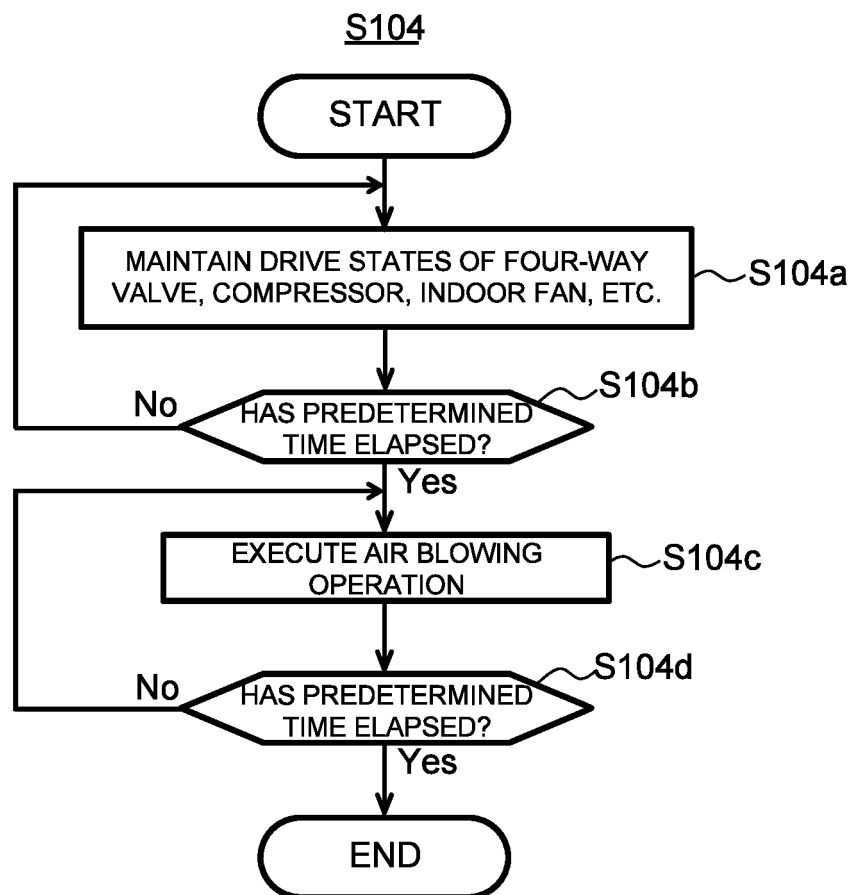 S104
START
MAINTAIN DRIVE STATES OF FOUR-WAY
VALVE, COMPRESSOR, INDOOR FAN, ETC.
S104a
S104b
No
HAS PREDETERMINED
TIME ELAPSED?
Yes
EXECUTE AIR BLOWING
OPERATION
S104c
S104d
No
HAS PREDETERMINED
TIME ELAPSED?
Yes
END